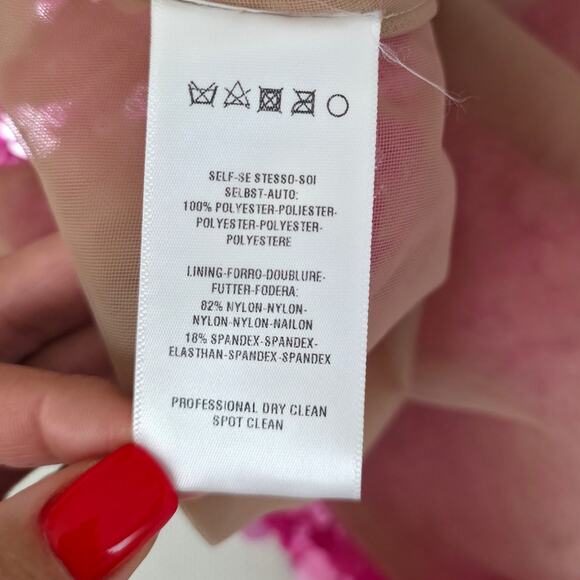 SELF-SE STESSO-SOI
SELBST-AUTO:
100% POLYESTER-POLIESTER-
POLYESTER-POLYESTER-
POLYESTERE
LINING-FORRO-DOUBLURE-
FUTTER-FODERA:
82% NYLON-NYLON-
NYLON-NYLON-NAILON
18% SPANDEX-SPANDEX-
ELASTHAN-SPANDEX-SPANDEX
PROFESSIONAL DRY CLEAN
SPOT CLEAN